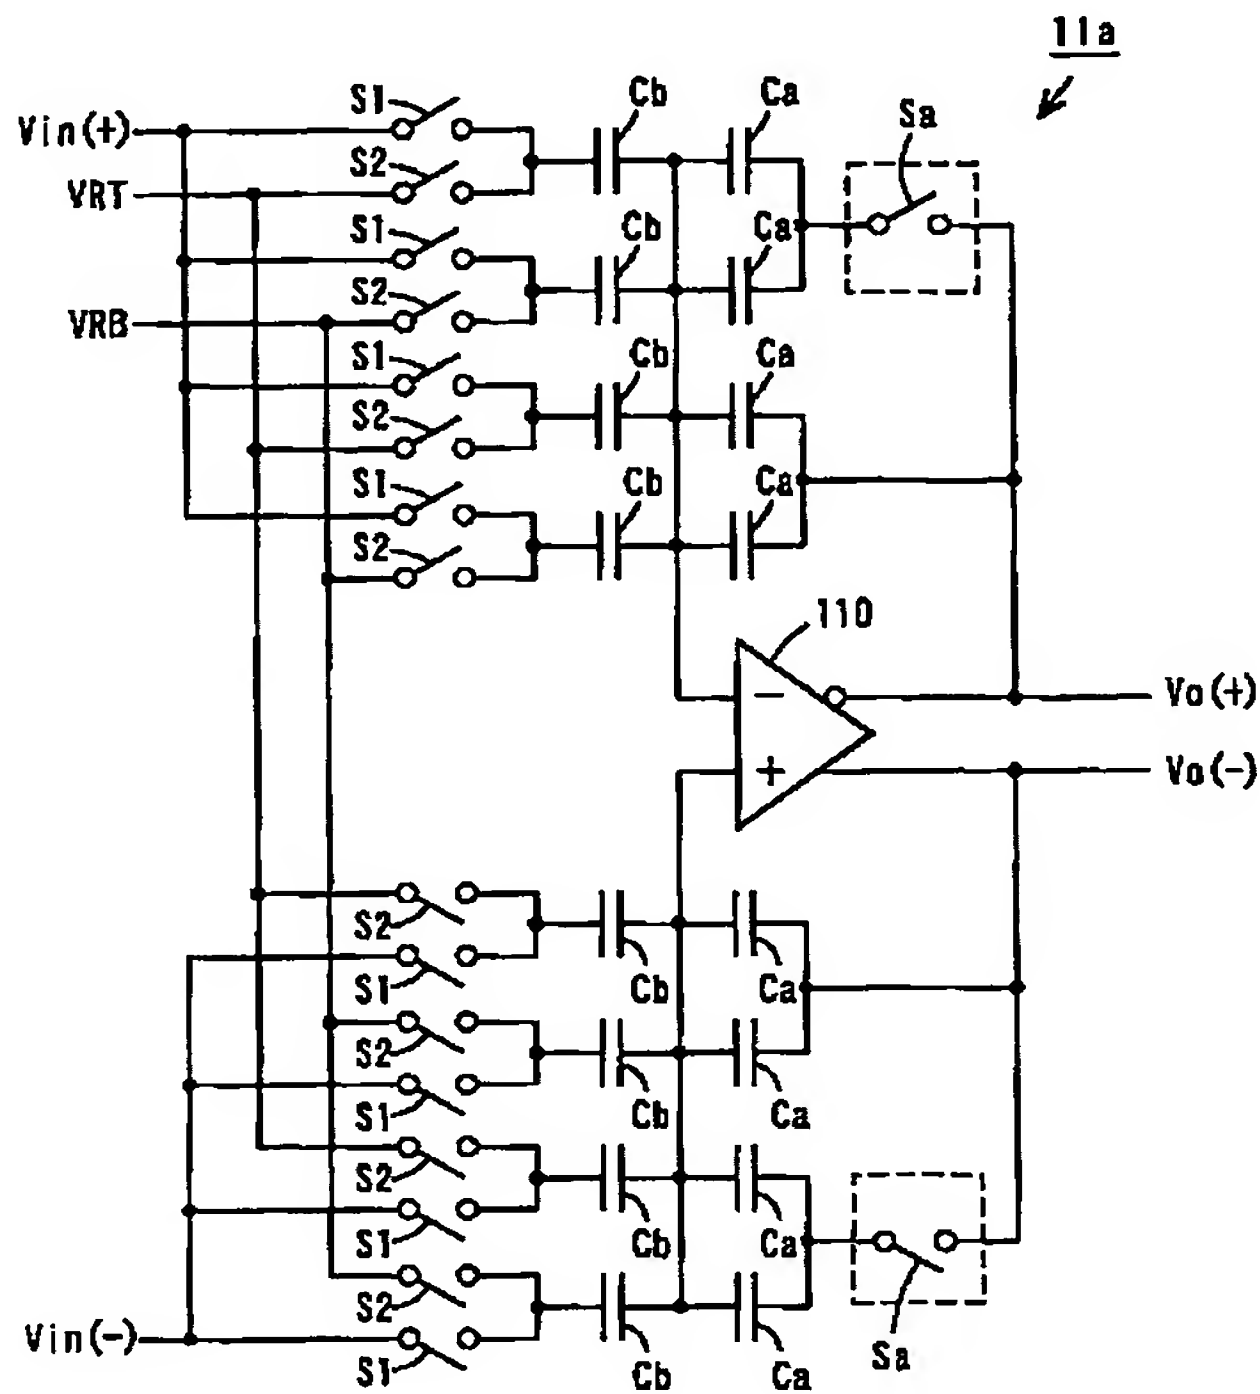 11a
S1
Cb
Ca
Sa
Vin(+)
S2
VRT
S1
Cb
Ca
S2
VRB
S1
Cb
Ca
S2
S1
Cb
Ca
S2
110
−
Vo(+)
+
Vo(-)
S2
S1
Cb
Ca
S2
S1
Cb
Ca
S2
S1
Cb
Ca
S2
Vin(-)
S1
Cb
Ca
Sa